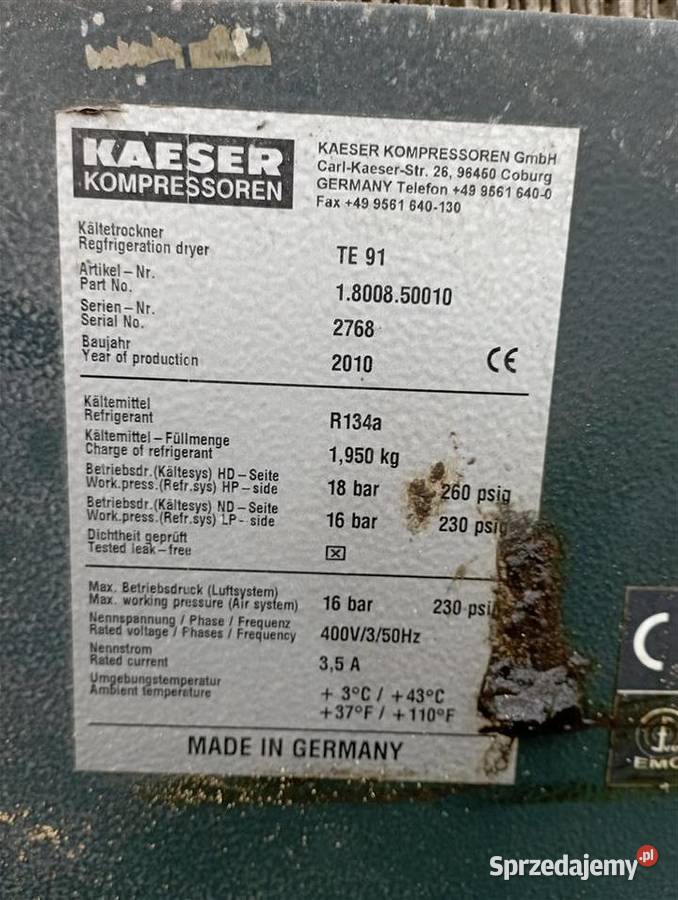 KAESER
KOMPRESSOREN
KAESER KOMPRESSOREN GmbH
Carl-Kaeser-Str. 26, 96450 Coburg
GERMANY Telefon +49 9561 640-0
Fax +49 9561 640-130
Kältetrockner
Regfrigeration dryer TE 91
Artikel – Nr.
Part No. 1.8008.50010
Serien – Nr.
Serial No. 2768
Baujahr
Year of production 2010 CE
Kältemittel
Refrigerant R134a
Kältemittel – Füllmenge
Charge of refrigerant 1,950 kg
Betriebsdr.(Kältesys) HD – Seite
Work.press.(Refr.sys) HP – side 18 bar 260 psig
Betriebsdr.(Kältesys) ND – Seite
Work.press.(Refr.sys) LP – side 16 bar 230 psig
Dichtheit geprüft
Tested leak – free ☒
Max. Betriebsdruck (Luftsystem)
Max. working pressure (Air system) 16 bar 230 psig
Nennspannung / Phase / Frequenz
Rated voltage / Phases / Frequency 400V/3/50Hz
Nennstrom
Rated current 3,5 A
Umgebungstemperatur
Ambient temperature + 3°C / +43°C
+37°F / +110°F
MADE IN GERMANY
EMC
Sprzedajemy.pl